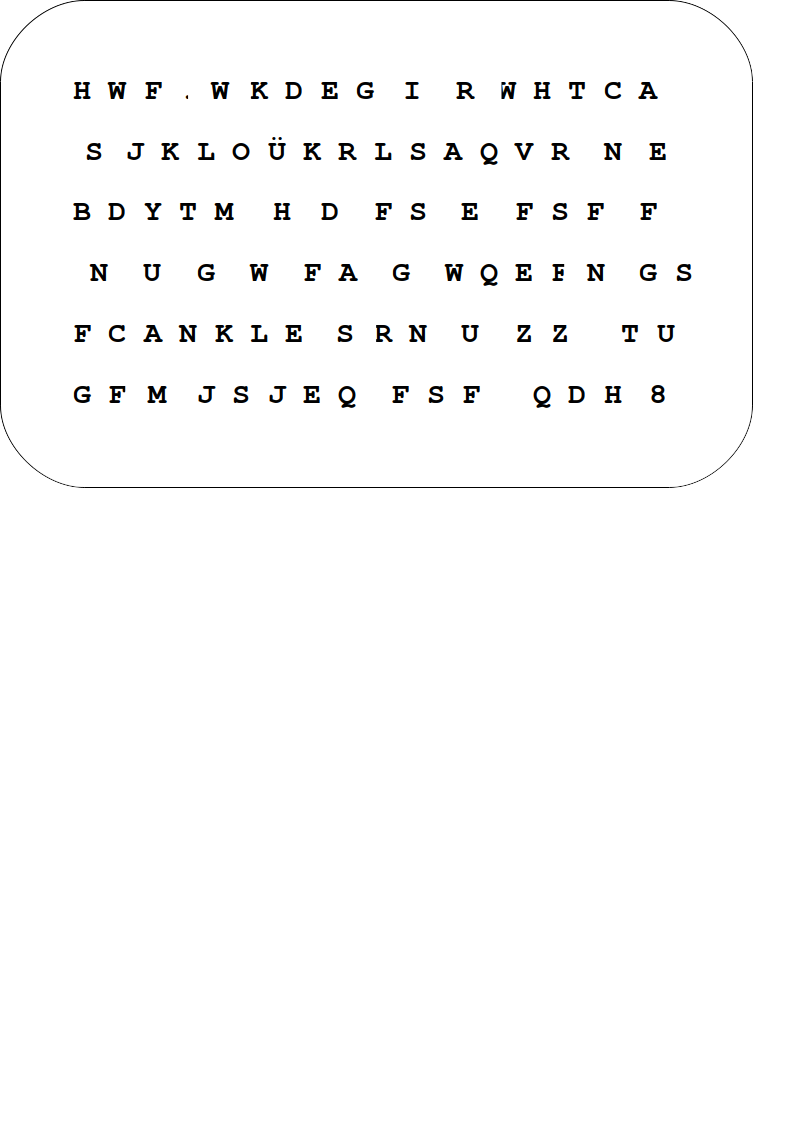 H W F . W K D E G I R W H T C A
S J K L O Ü K R L S A Q V R N E
B D Y T M H D F S E F S F F
N U G W F A G W Q E F N G S
F C A N K L E S R N U Z Z T U
G F M J S J E Q F S F Q D H 8